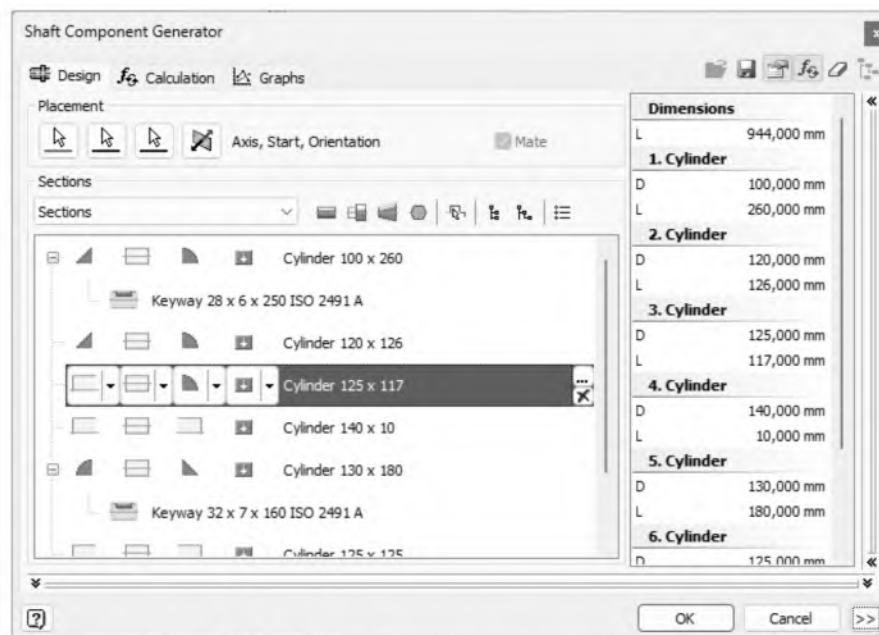 Shaft Component Generator
Design
Calculation
Graphs
Placement
Axis, Start, Orientation
Mate
Sections
Sections
Cylinder 100 x 260
Keyway 28 x 6 x 250 ISO 2491 A
Cylinder 120 x 126
Cylinder 125 x 117
...
Cylinder 140 x 10
Cylinder 130 x 180
Keyway 32 x 7 x 160 ISO 2491 A
Cylinder 125 x 125
Dimensions
L 944,000 mm
1. Cylinder
D 100,000 mm
L 260,000 mm
2. Cylinder
D 120,000 mm
L 126,000 mm
3. Cylinder
D 125,000 mm
L 117,000 mm
4. Cylinder
D 140,000 mm
L 10,000 mm
5. Cylinder
D 130,000 mm
L 180,000 mm
6. Cylinder
D 125,000 mm
OK
Cancel
>>